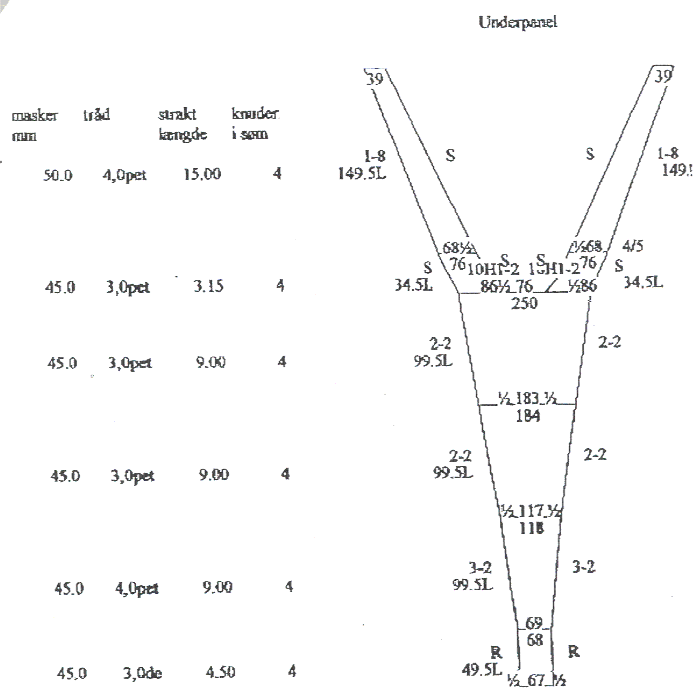 Underpanel
39 39
masker tråd strakt knuder
mm længde i søm
1-8 S S 1-8
50.0 4,0pet 15.00 4 149.5L 149.
68½ ½68 4/5
S 76 10H1-2 S S 10H1-2 76 S
45.0 3,0pet 3.15 4 34.5L 86½ 76 ½86 34.5L
250
2-2 2-2
45.0 3,0pet 9.00 4 99.5L
½ 183 ½
184
2-2 2-2
45.0 3,0pet 9.00 4 99.5L
½ 117 ½
118
3-2 3-2
45.0 4,0pet 9.00 4 99.5L
69
68
R R
45.0 3,0de 4.50 4 49.5L ½ 67 ½